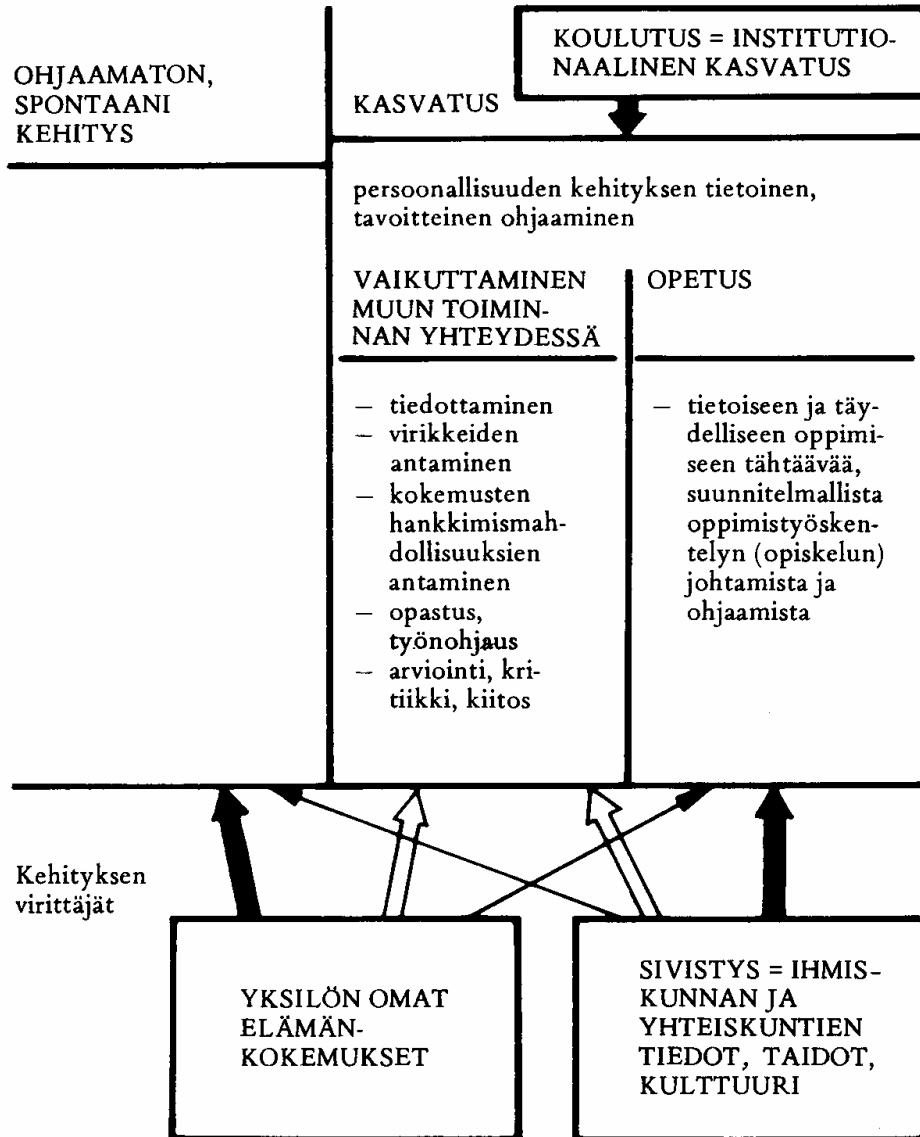 KOULUTUS = INSTITUTIO-
NAALINEN KASVATUS
OHJAAMATON,
SPONTAANI
KEHITYS
KASVATUS
persoonallisuuden kehityksen tietoinen,
tavoitteinen ohjaaminen
VAIKUTTAMINEN
MUUN TOIMIN-
NAN YHTEYDESSÄ
— tiedottaminen
— virikkeiden
antaminen
— kokemusten
hankkimismah-
dollisuuksien
antaminen
— opastus,
työnohjaus
— arviointi, kri-
tiikki, kiitos
OPETUS
— tietoiseen ja täy-
delliseen oppimi-
seen tähtäävää,
suunnitelmallista
oppimistyösken-
telyn (opiskelun)
johtamista ja
ohjaamista
Kehityksen
virittäjät
YKSILÖN OMAT
ELÄMÄN-
KOKEMUKSET
SIVISTYS = IHMIS-
KUNNAN JA
YHTEISKUNTIEN
TIEDOT, TAIDOT,
KULTTUURI